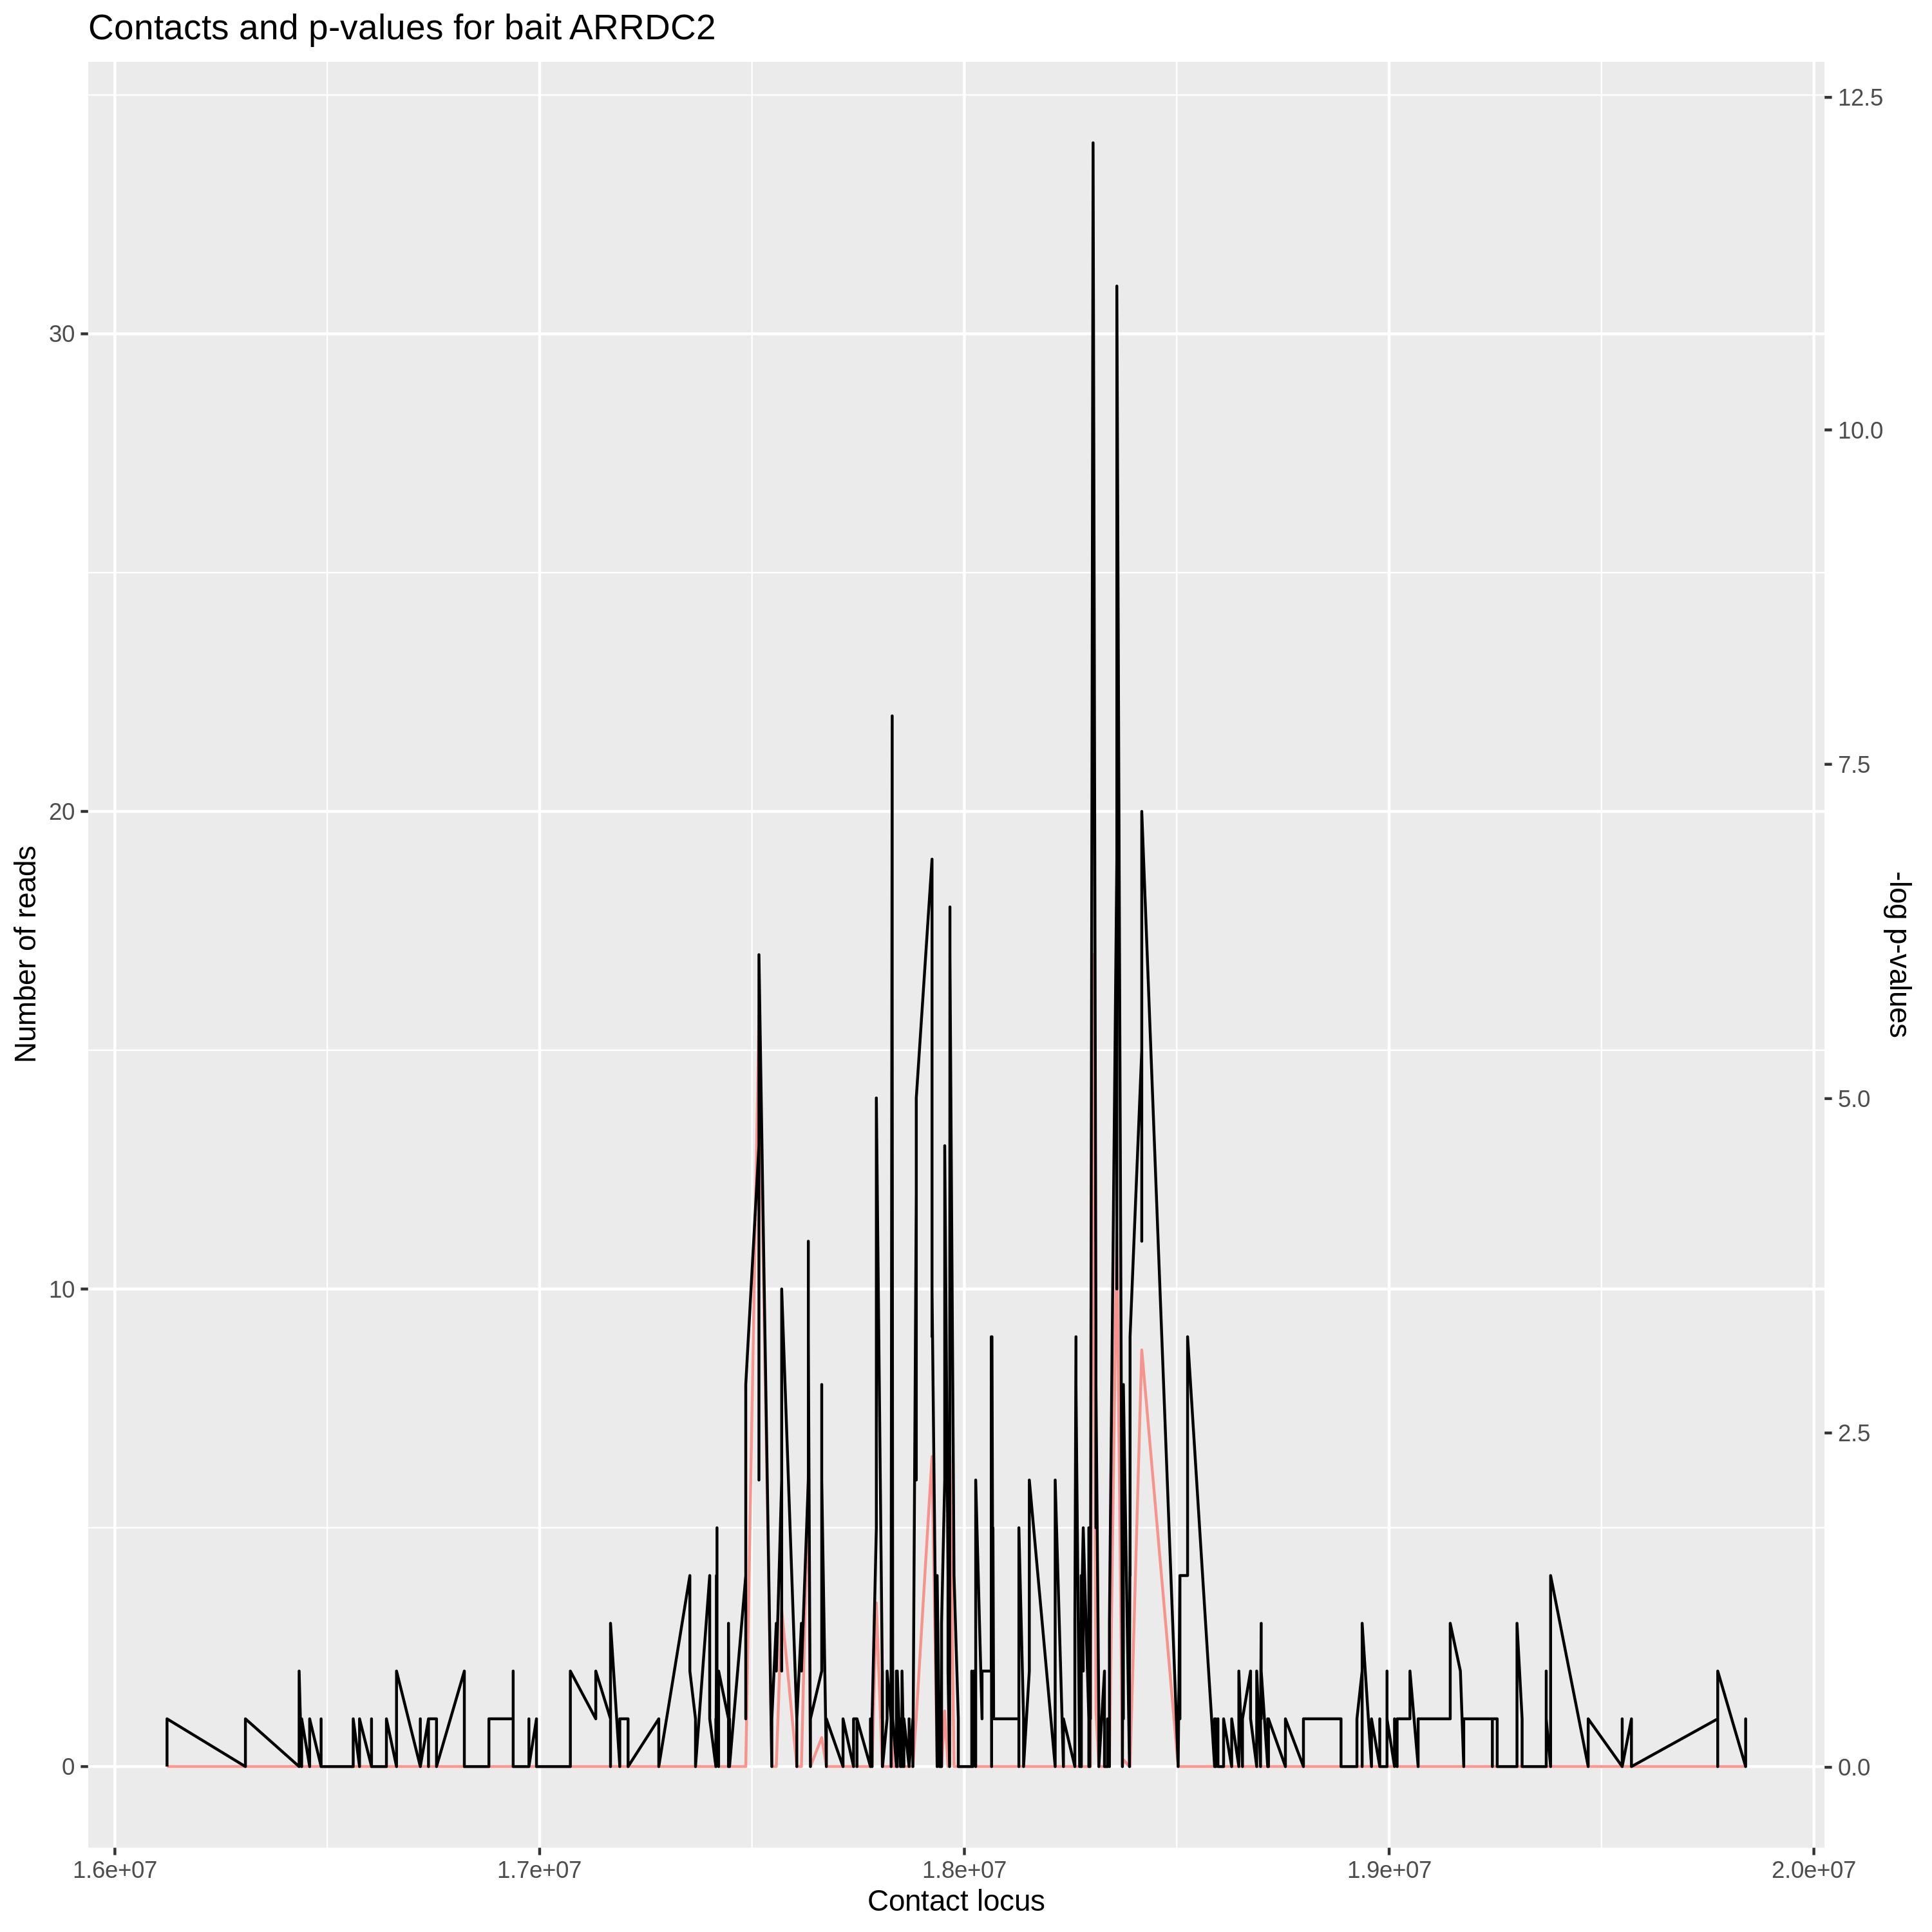 Contacts and p-values for bait ARRDC2
12.5
30
10.0
7.5
20
Number of reads
-log p-values
5.0
10
2.5
0
0.0
1.6e+07
1.7e+07
1.8e+07
1.9e+07
2.0e+07
Contact locus